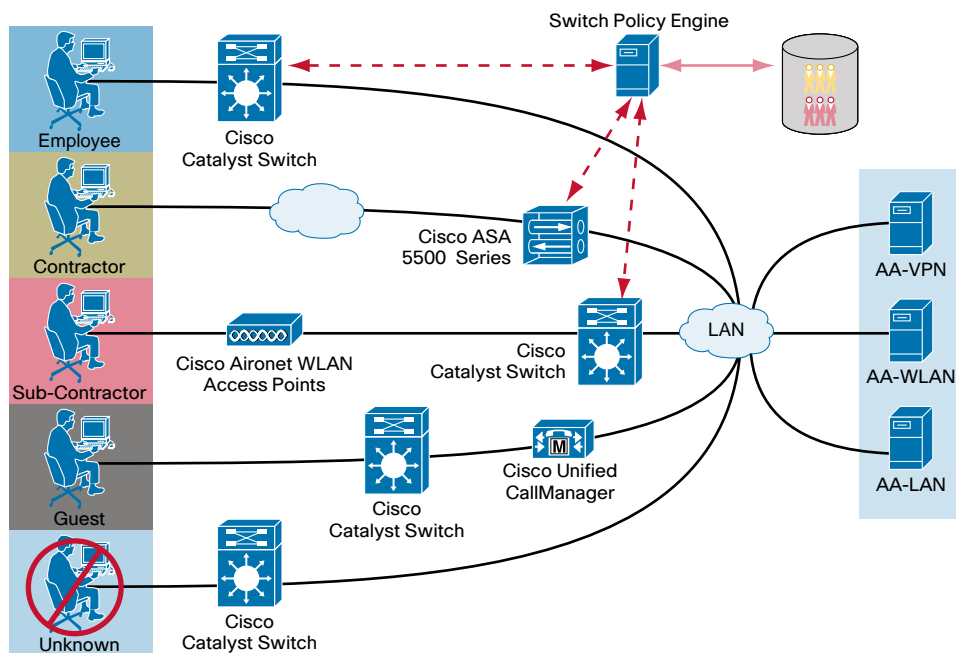 Switch Policy Engine
Employee
Cisco
Catalyst Switch
Contractor
Cisco ASA
5500 Series
AA-VPN
LAN
Sub-Contractor
Cisco Aironet WLAN
Access Points
Cisco
Catalyst Switch
AA-WLAN
Guest
Cisco
Catalyst Switch
M
Cisco Unified
CallManager
AA-LAN
Unknown
Cisco
Catalyst Switch